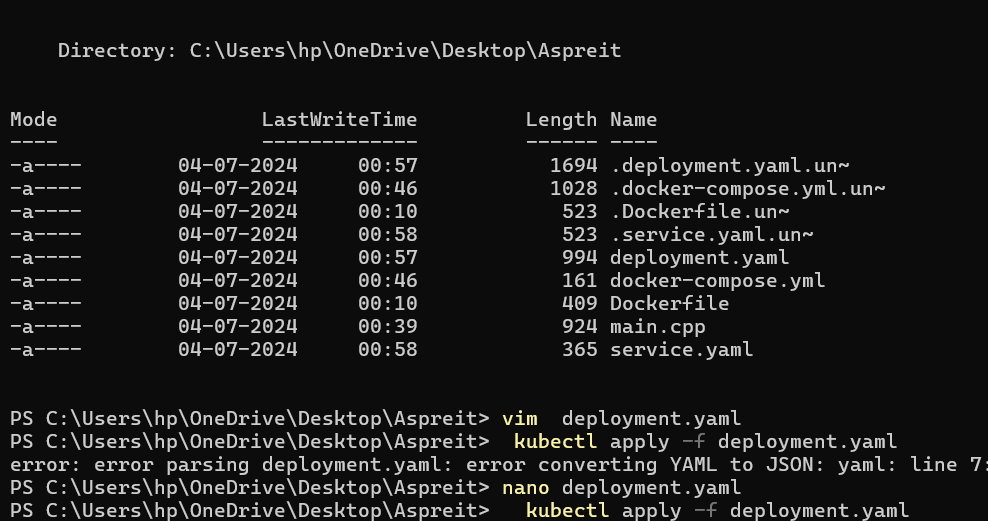 Directory: C:\Users\hp\OneDrive\Desktop\Aspreit
Mode LastWriteTime Length Name
---- ------------- ------ ----
-a---- 04-07-2024 00:57 1694 .deployment.yaml.un~
-a---- 04-07-2024 00:46 1028 .docker-compose.yml.un~
-a---- 04-07-2024 00:10 523 .Dockerfile.un~
-a---- 04-07-2024 00:58 523 .service.yaml.un~
-a---- 04-07-2024 00:57 994 deployment.yaml
-a---- 04-07-2024 00:46 161 docker-compose.yml
-a---- 04-07-2024 00:10 409 Dockerfile
-a---- 04-07-2024 00:39 924 main.cpp
-a---- 04-07-2024 00:58 365 service.yaml
PS C:\Users\hp\OneDrive\Desktop\Aspreit> vim  deployment.yaml
PS C:\Users\hp\OneDrive\Desktop\Aspreit>  kubectl apply -f deployment.yaml
error: error parsing deployment.yaml: error converting YAML to JSON: yaml: line 7:
PS C:\Users\hp\OneDrive\Desktop\Aspreit> nano deployment.yaml
PS C:\Users\hp\OneDrive\Desktop\Aspreit>   kubectl apply -f deployment.yaml